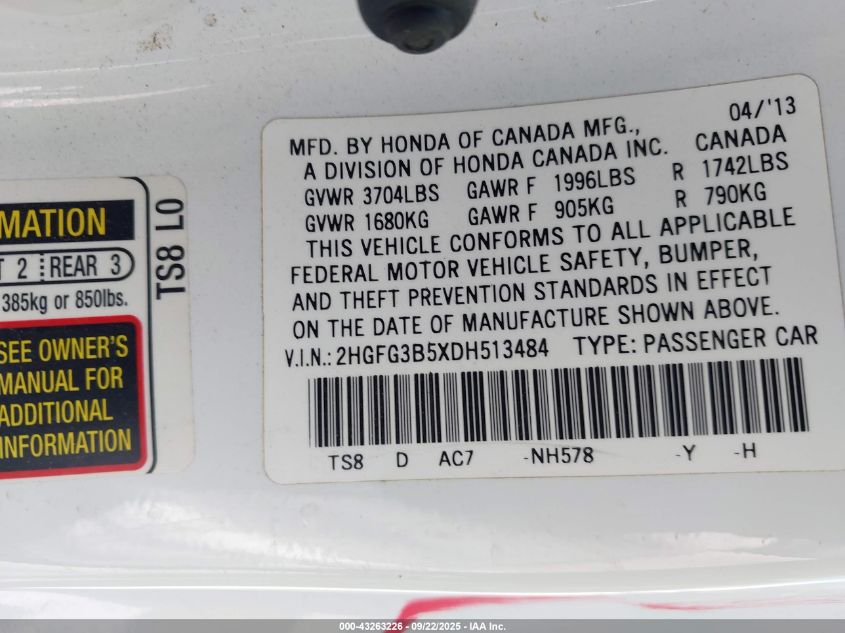 MATION
T 2 REAR 3
385kg or 850lbs.
SEE OWNER'S
MANUAL FOR
ADDITIONAL
INFORMATION
TS8 L0
04/'13
MFD. BY HONDA OF CANADA MFG.,
A DIVISION OF HONDA CANADA INC. CANADA
GVWR 3704LBS GAWR F 1996LBS R 1742LBS
GVWR 1680KG GAWR F 905KG R 790KG
THIS VEHICLE CONFORMS TO ALL APPLICABLE
FEDERAL MOTOR VEHICLE SAFETY, BUMPER,
AND THEFT PREVENTION STANDARDS IN EFFECT
ON THE DATE OF MANUFACTURE SHOWN ABOVE.
V.I.N.: 2HGFG3B5XDH513484 TYPE: PASSENGER CAR
TS8 D AC7 -NH578 -Y -H
000-43263226 - 09/22/2025 - IAA Inc.